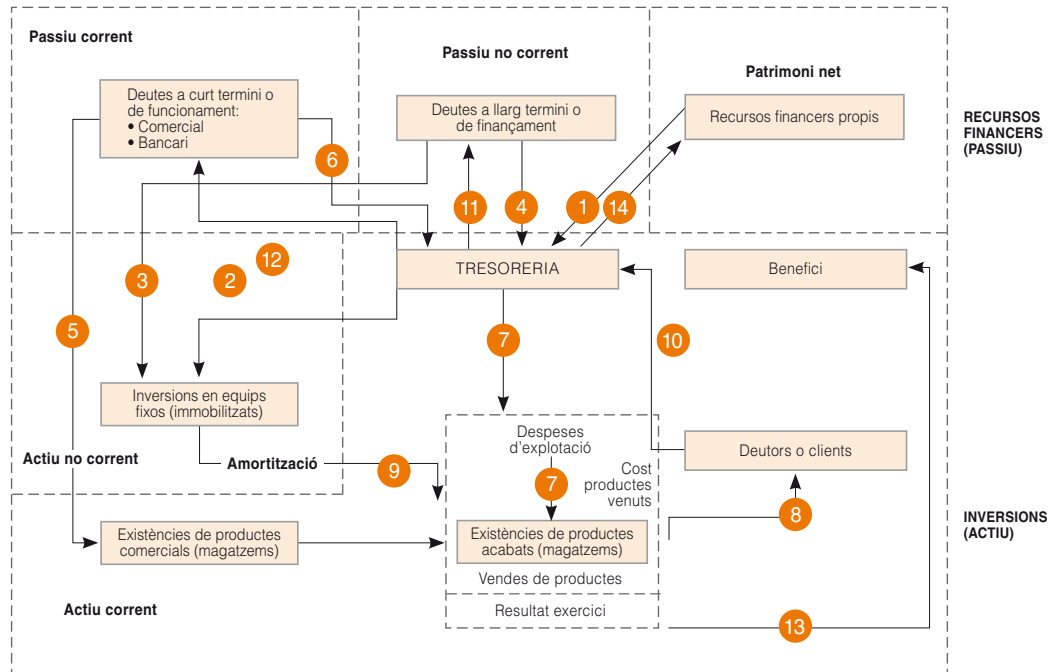 Passiu corrent
Passiu no corrent
Patrimoni net
Deutes a curt termini o
de funcionament:
• Comercial
• Bancari
Deutes a llarg termini o
de finançament
Recursos financers propis
RECURSOS
FINANCERS
(PASSIU)
5
6
11
4
1
14
3
2
12
TRESORERIA
Benefici
7
10
Inversions en equips
fixos (immobilitzats)
Actiu no corrent
Amortització
9
Despeses
d'explotació
7
Cost
productes
venuts
Deutors o clients
8
Existències de productes
comercials (magatzems)
Existències de productes
acabats (magatzems)
Vendes de productes
Resultat exercici
INVERSIONS
(ACTIU)
Actiu corrent
13